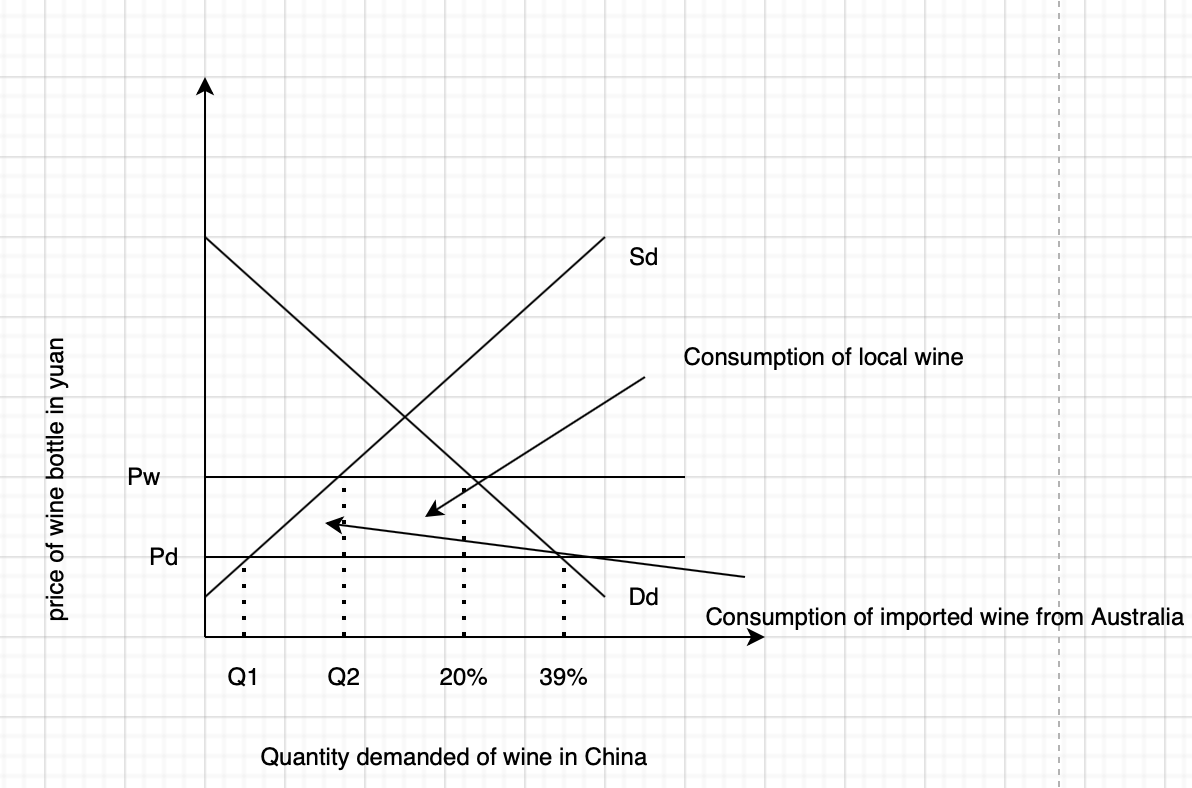 Sd
Consumption of local wine
price of wine bottle in yuan
Pw
Pd
Dd
Consumption of imported wine from Australia
Q1
Q2
20%
39%
Quantity demanded of wine in China